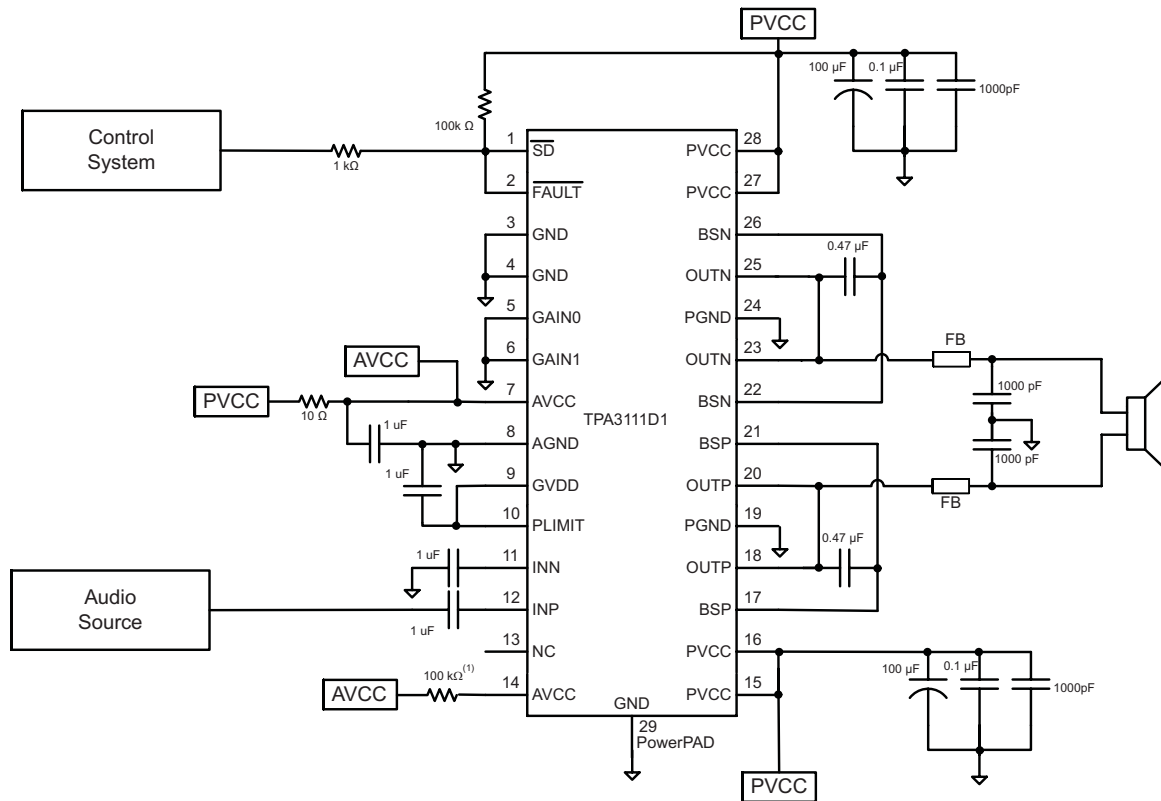 PVCC
100 µF
0.1 µF
1000pF
100k Ω
Control
System
1 kΩ
1
SD
2
FAULT
3
GND
4
GND
5
GAIN0
6
GAIN1
AVCC
PVCC
10 Ω
7
AVCC
1 uF
8
AGND
1 uF
9
GVDD
10
PLIMIT
1 uF
11
INN
Audio
Source
12
INP
1 uF
13
NC
AVCC
100 kΩ(1)
14
AVCC
TPA3111D1
GND
29
PowerPAD
28
PVCC
27
PVCC
26
BSN
0.47 µF
25
OUTN
24
PGND
23
OUTN
FB
22
BSN
1000 pF
21
BSP
1000 pF
20
OUTP
FB
19
PGND
0.47 µF
18
OUTP
17
BSP
16
PVCC
100 µF
0.1 µF
1000pF
15
PVCC
PVCC